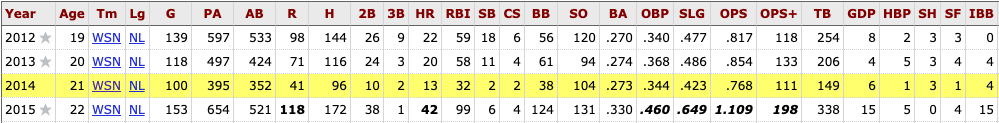 Year Age Tm Lg G PA AB R H 2B 3B HR RBI SB CS BB SO BA OBP SLG OPS OPS+ TB GDP HBP SH SF IBB
2012 ★ 19 WSN NL 139 597 533 98 144 26 9 22 59 18 6 56 120 .270 .340 .477 .817 118 254 8 2 3 3 0
2013 ★ 20 WSN NL 118 497 424 71 116 24 3 20 58 11 4 61 94 .274 .368 .486 .854 133 206 4 5 3 4 4
2014 21 WSN NL 100 395 352 41 96 10 2 13 32 2 2 38 104 .273 .344 .423 .768 111 149 6 1 3 1 4
2015 ★ 22 WSN NL 153 654 521 118 172 38 1 42 99 6 4 124 131 .330 .460 .649 1.109 198 338 15 5 0 4 15